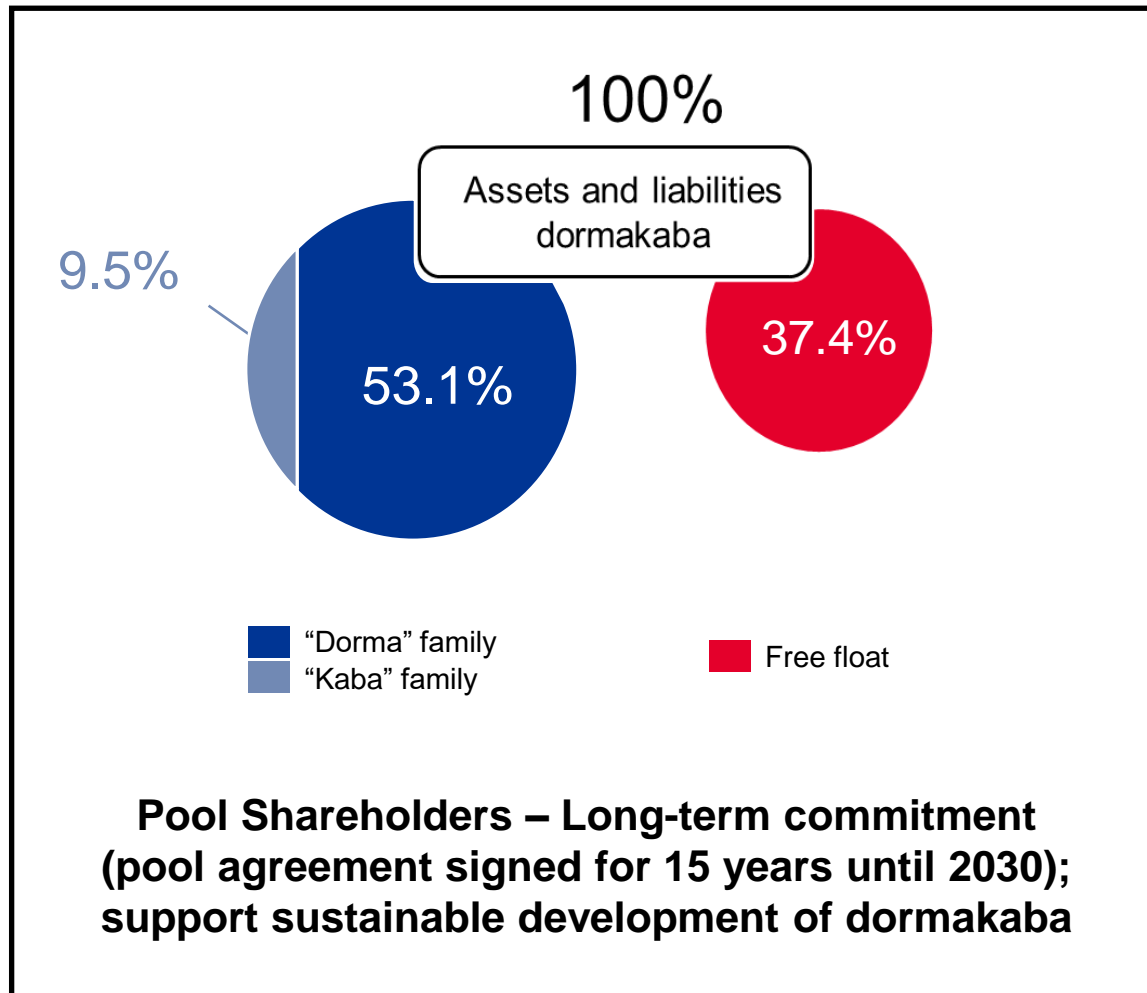 100%
Assets and liabilities
dormakaba
9.5%
53.1%
37.4%
“Dorma” family
“Kaba” family
Free float
Pool Shareholders – Long-term commitment
(pool agreement signed for 15 years until 2030);
support sustainable development of dormakaba